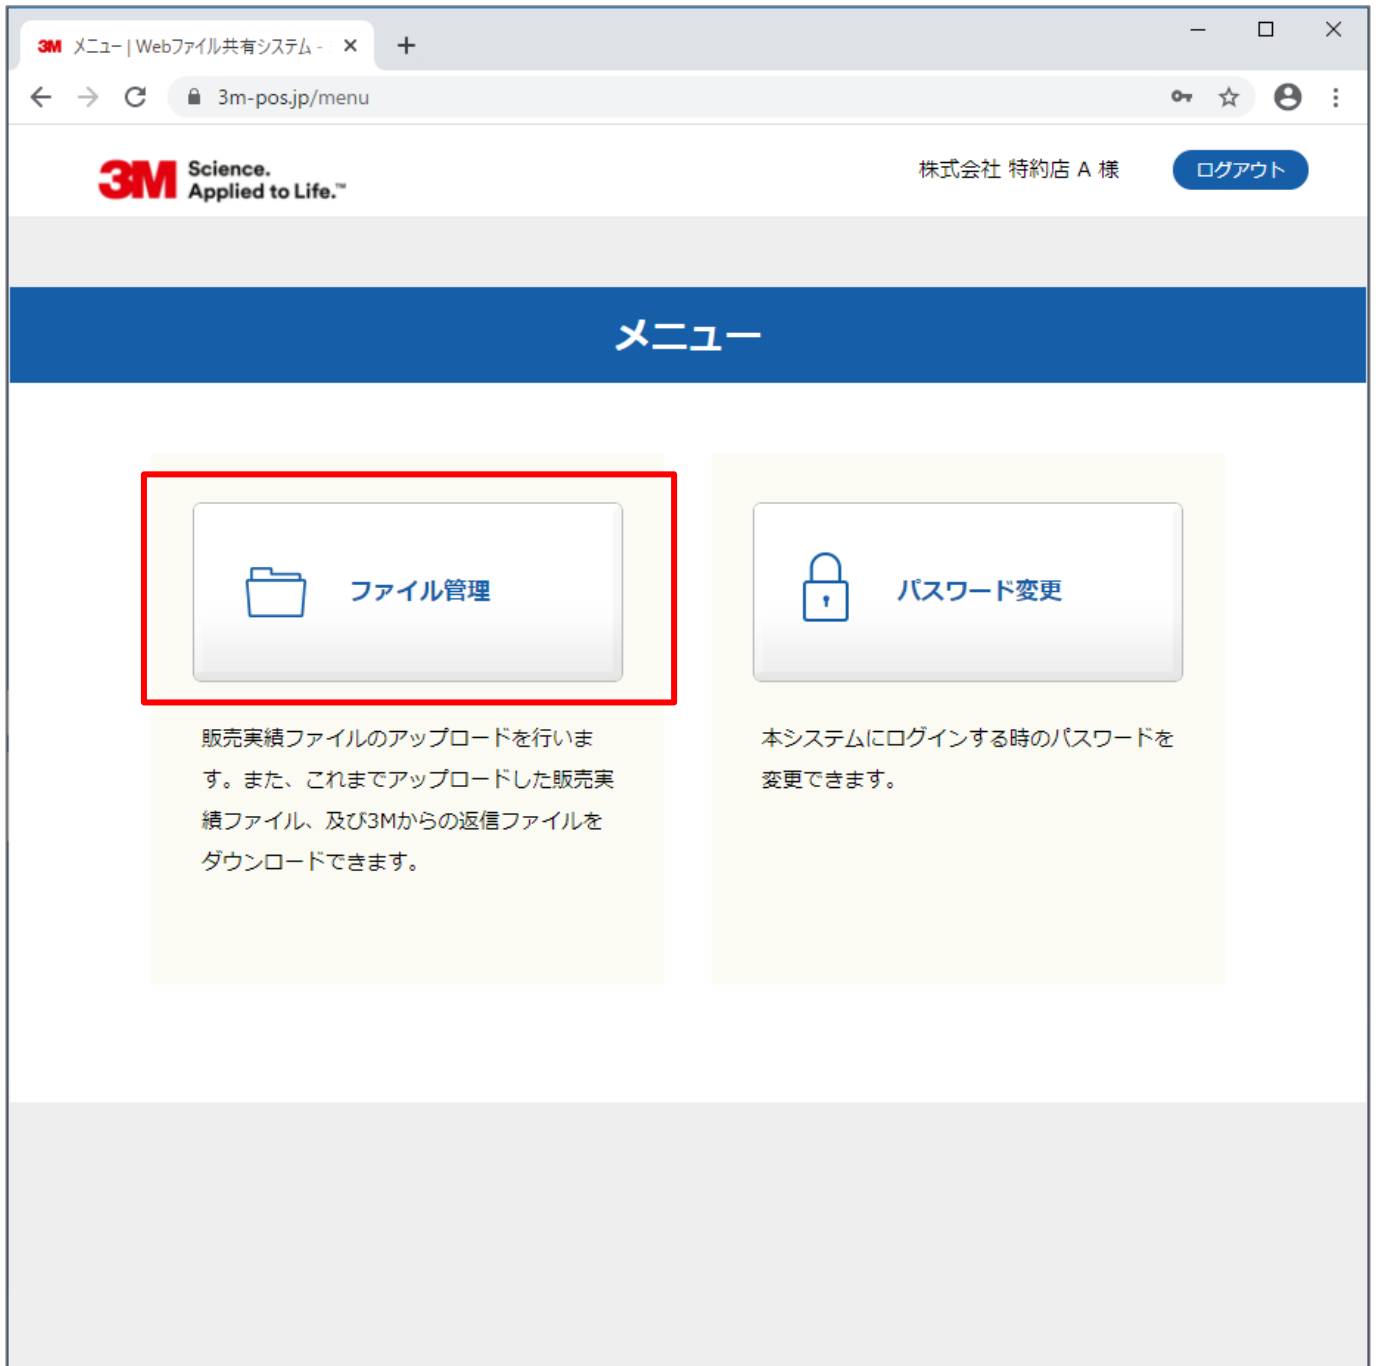 3M メニュー | Webファイル共有システム -
3m-pos.jp/menu
3M Science.
Applied to Life.™
株式会社 特約店 A 様
ログアウト
メニュー
ファイル管理
販売実績ファイルのアップロードを行いま
す。また、これまでアップロードした販売実
績ファイル、及び3Mからの返信ファイルを
ダウンロードできます。
パスワード変更
本システムにログインする時のパスワードを
変更できます。